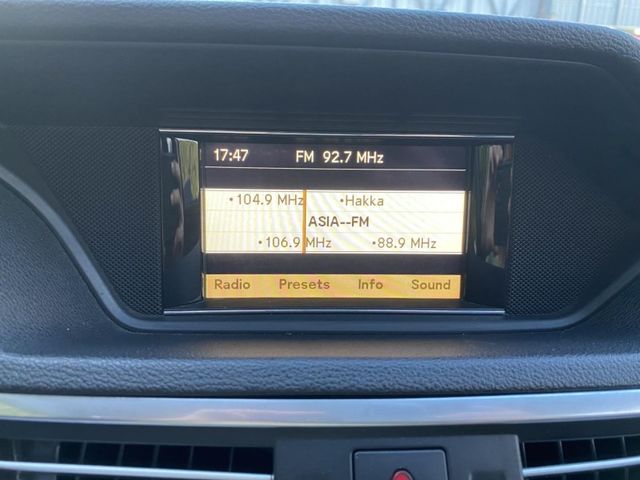 17:47 FM 92.7 MHz
•104.9 MHz •Hakka
ASIA--FM
•106.9 MHz •88.9 MHz
Radio Presets Info Sound